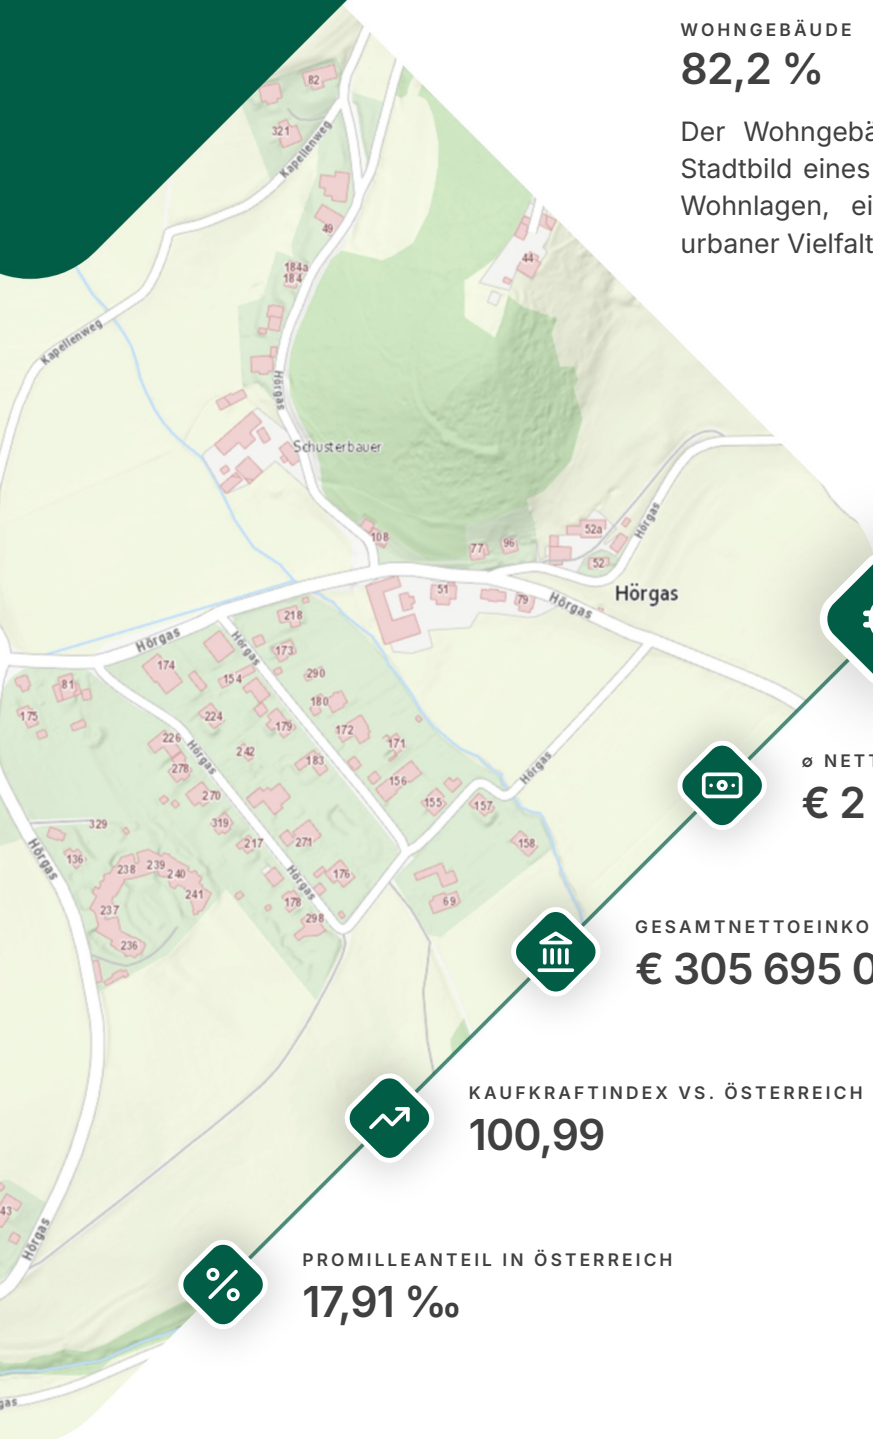 WOHNGEBÄUDE
82,2 %
Der Wohngebä
Stadtbild eines
Wohnlagen, ei
urbaner Vielfalt
82
321
Kapellenweg
49
184a
184
44
Kapellenweg
Hörgas
Schusterbauer
108
77
96
52a
52
Hörgas
51
79
Hörgas
Hörgas
218
Hörgas
Hörgas
173
174
154
290
81
180
175
224
179
172
171
226
242
Hörgas
183
278
156
Hörgas
270
155
157
319
329
217
271
158
Hörgas
136
238
239
240
176
241
Hörgas
178
69
237
298
236
43
Hörgas
gas
ø NETT
€ 2
GESAMTNETTOEINKO
€ 305 695 0
KAUFKRAFTINDEX VS. ÖSTERREICH
100,99
PROMILLEANTEIL IN ÖSTERREICH
17,91 ‰